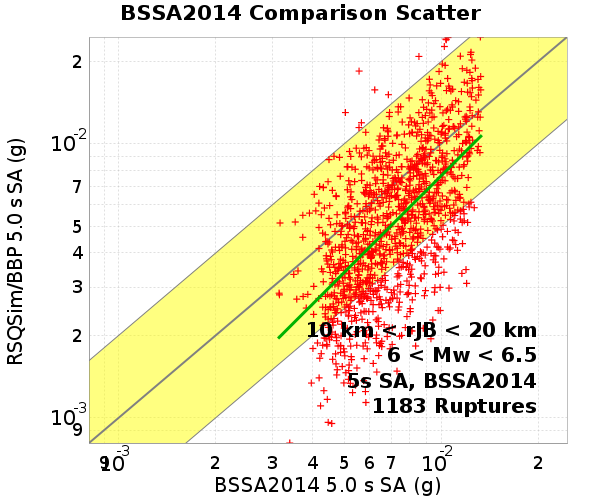 BSSA2014 Comparison Scatter
RSQSim/BBP 5.0 s SA (g)
2
10^-2
7
5
4
3
2
10^-3
9
10 km < rJB < 20 km
6 < Mw < 6.5
5s SA, BSSA2014
1183 Ruptures
9 10^-3 2 3 4 5 6 7 10^-2 2
BSSA2014 5.0 s SA (g)